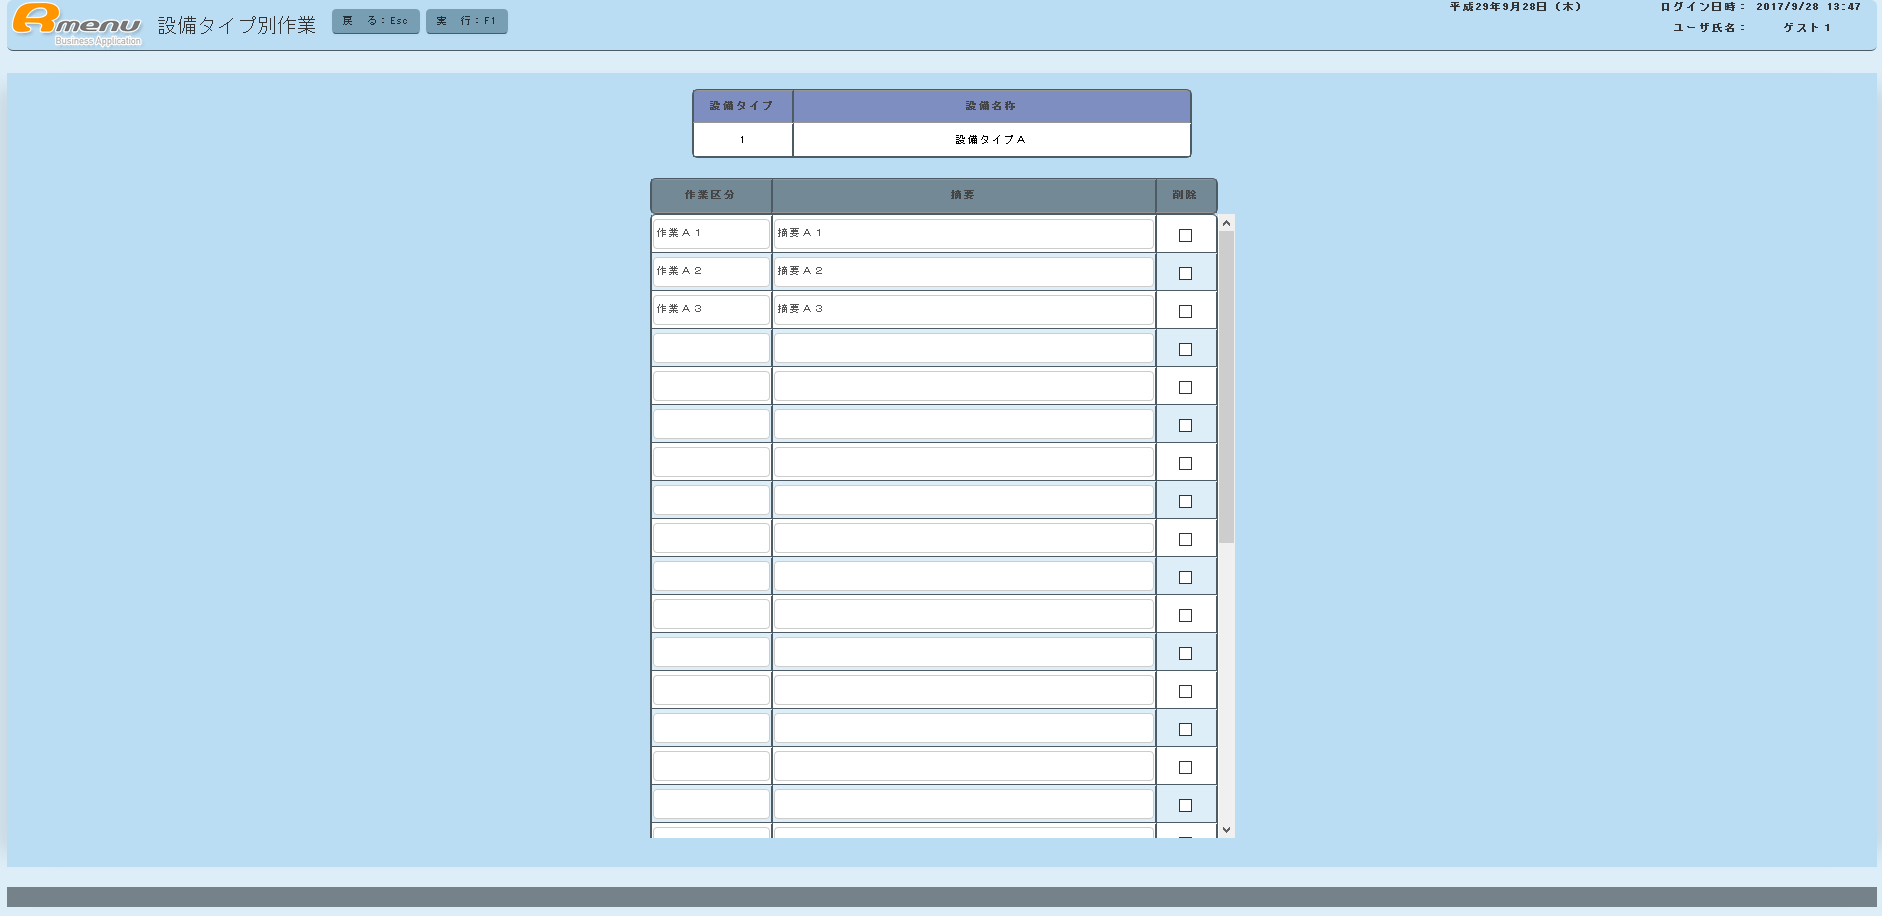 Rmenu
Business Application
設備タイプ別作業
戻　る：Esc
実　行：F1
平成29年9月28日（木）
ログイン日時： 2017/9/28 13:47
ユーザ氏名： ゲスト１
設備タイプ 設備名称
1 設備タイプＡ
作業区分 摘要 削除
作業Ａ１ 摘要Ａ１
作業Ａ２ 摘要Ａ２
作業Ａ３ 摘要Ａ３